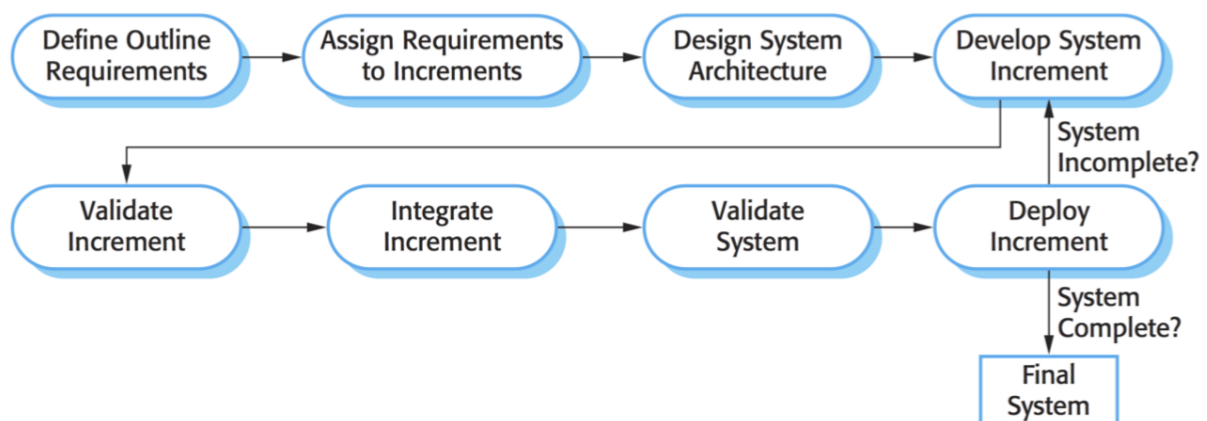 Define Outline
Requirements
Assign Requirements
to Increments
Design System
Architecture
Develop System
Increment
System
Incomplete?
Validate
Increment
Integrate
Increment
Validate
System
Deploy
Increment
System
Complete?
Final
System